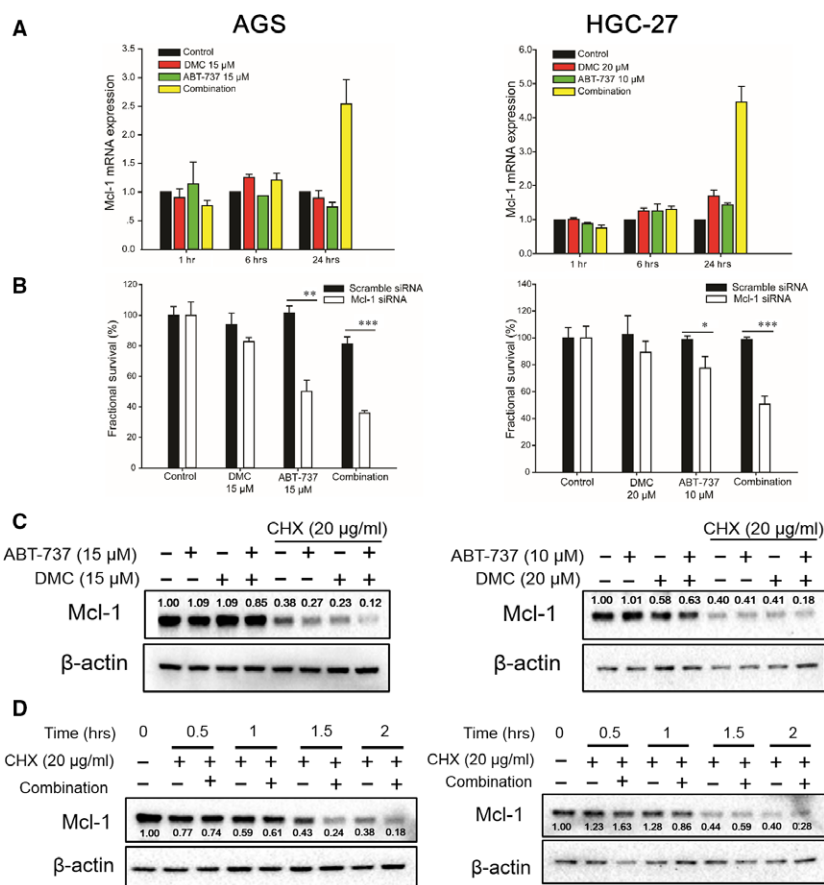 AGS
HGC-27
A
Mcl-1 mRNA expression
3.5
3.0
2.5
2.0
1.5
1.0
.5
0.0
Control
DMC 15 µM
ABT-737 15 µM
Combination
1 hr
6 hrs
24 hrs
Mcl-1 mRNA expression
5
4
3
2
1
0
Control
DMC 20 µM
ABT-737 10 µM
Combination
1 hr
6 hrs
24 hrs
B
Fractional survival (%)
120
100
80
60
40
20
0
Scramble siRNA
Mcl-1 siRNA
**
***
Control
DMC
15 µM
ABT-737
15 µM
Combination
Fractional survival (%)
140
120
100
80
60
40
20
0
Scramble siRNA
Mcl-1 siRNA
*
***
Control
DMC
20 µM
ABT-737
10 µM
Combination
C
CHX (20 µg/ml)
ABT-737 (15 µM) − + − + − + − +
DMC (15 µM) − − + + − − + +
Mcl-1
1.00 1.09 1.09 0.85 0.38 0.27 0.23 0.12
β-actin
CHX (20 µg/ml)
ABT-737 (10 µM) − + − + − + − +
DMC (20 µM) − − + + − − + +
Mcl-1
1.00 1.01 0.58 0.63 0.40 0.41 0.41 0.18
β-actin
D
Time (hrs) 0 0.5 1 1.5 2
CHX (20 µg/ml) − + + + + + + + +
Combination − + − + − + − +
Mcl-1
1.00 0.77 0.74 0.59 0.61 0.43 0.24 0.38 0.18
β-actin
Time (hrs) 0 0.5 1 1.5 2
CHX (20 µg/ml) − + + + + + + + +
Combination − + − + − + − +
Mcl-1
1.00 1.23 1.63 1.28 0.86 0.44 0.59 0.40 0.28
β-actin